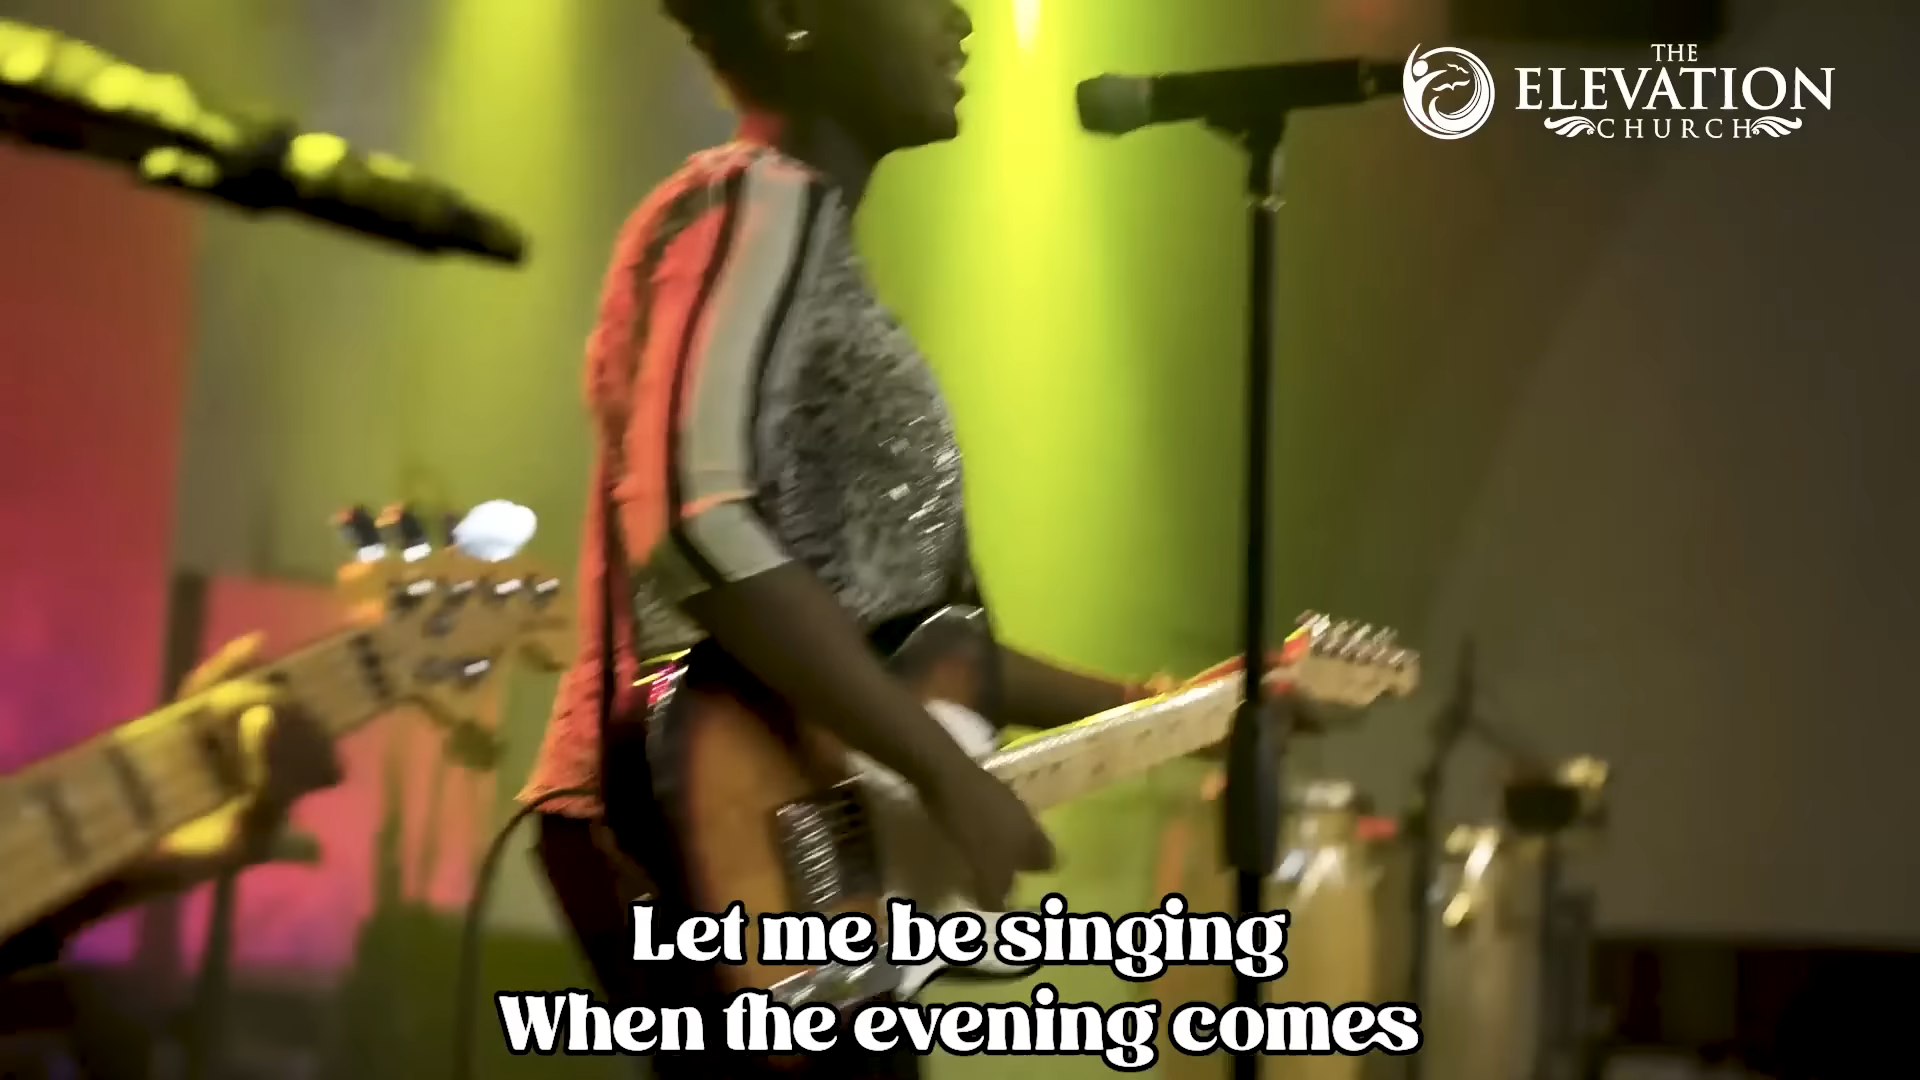 THE
ELEVATION
CHURCH
Let me be singing
When the evening comes